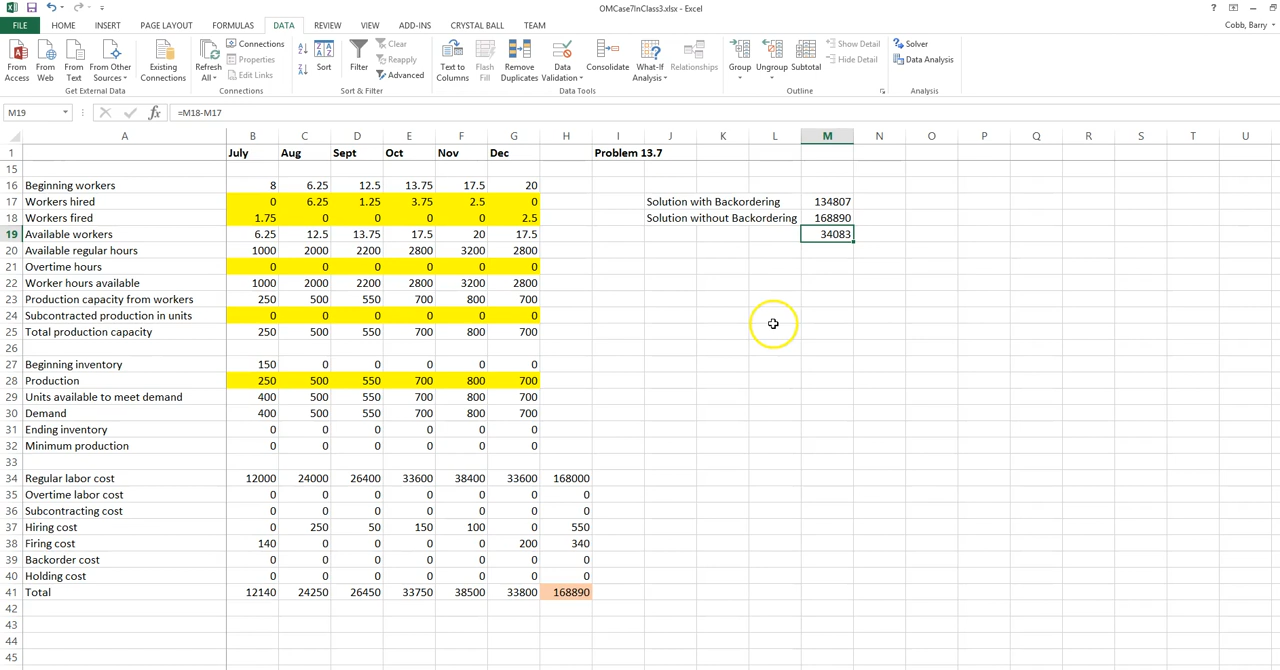 OMCase7InClass3.xlsx - Excel
FILE HOME INSERT PAGE LAYOUT FORMULAS DATA REVIEW VIEW ADD-INS CRYSTAL BALL TEAM Cobb, Barry
From Access From Web From Text From Other Sources Existing Connections Refresh All Connections Properties Edit Links Sort Filter Clear Reapply Advanced Text to Columns Flash Fill Remove Duplicates Data Validation Consolidate What-If Analysis Relationships Group Ungroup Subtotal Show Detail Hide Detail Solver Data Analysis
Get External Data Connections Sort & Filter Data Tools Outline Analysis
M19 fx =M18-M17
A B C D E F G H I J K L M N O P Q R S T U
1 July Aug Sept Oct Nov Dec Problem 13.7
15
16 Beginning workers 8 6.25 12.5 13.75 17.5 20
17 Workers hired 0 6.25 1.25 3.75 2.5 0 Solution with Backordering 134807
18 Workers fired 1.75 0 0 0 0 2.5 Solution without Backordering 168890
19 Available workers 6.25 12.5 13.75 17.5 20 17.5 34083
20 Available regular hours 1000 2000 2200 2800 3200 2800
21 Overtime hours 0 0 0 0 0 0
22 Worker hours available 1000 2000 2200 2800 3200 2800
23 Production capacity from workers 250 500 550 700 800 700
24 Subcontracted production in units 0 0 0 0 0 0
25 Total production capacity 250 500 550 700 800 700
26
27 Beginning inventory 150 0 0 0 0 0
28 Production 250 500 550 700 800 700
29 Units available to meet demand 400 500 550 700 800 700
30 Demand 400 500 550 700 800 700
31 Ending inventory 0 0 0 0 0 0
32 Minimum production 0 0 0 0 0 0
33
34 Regular labor cost 12000 24000 26400 33600 38400 33600 168000
35 Overtime labor cost 0 0 0 0 0 0 0
36 Subcontracting cost 0 0 0 0 0 0 0
37 Hiring cost 0 250 50 150 100 0 550
38 Firing cost 140 0 0 0 0 200 340
39 Backorder cost 0 0 0 0 0 0 0
40 Holding cost 0 0 0 0 0 0 0
41 Total 12140 24250 26450 33750 38500 33800 168890
42
43
44
45